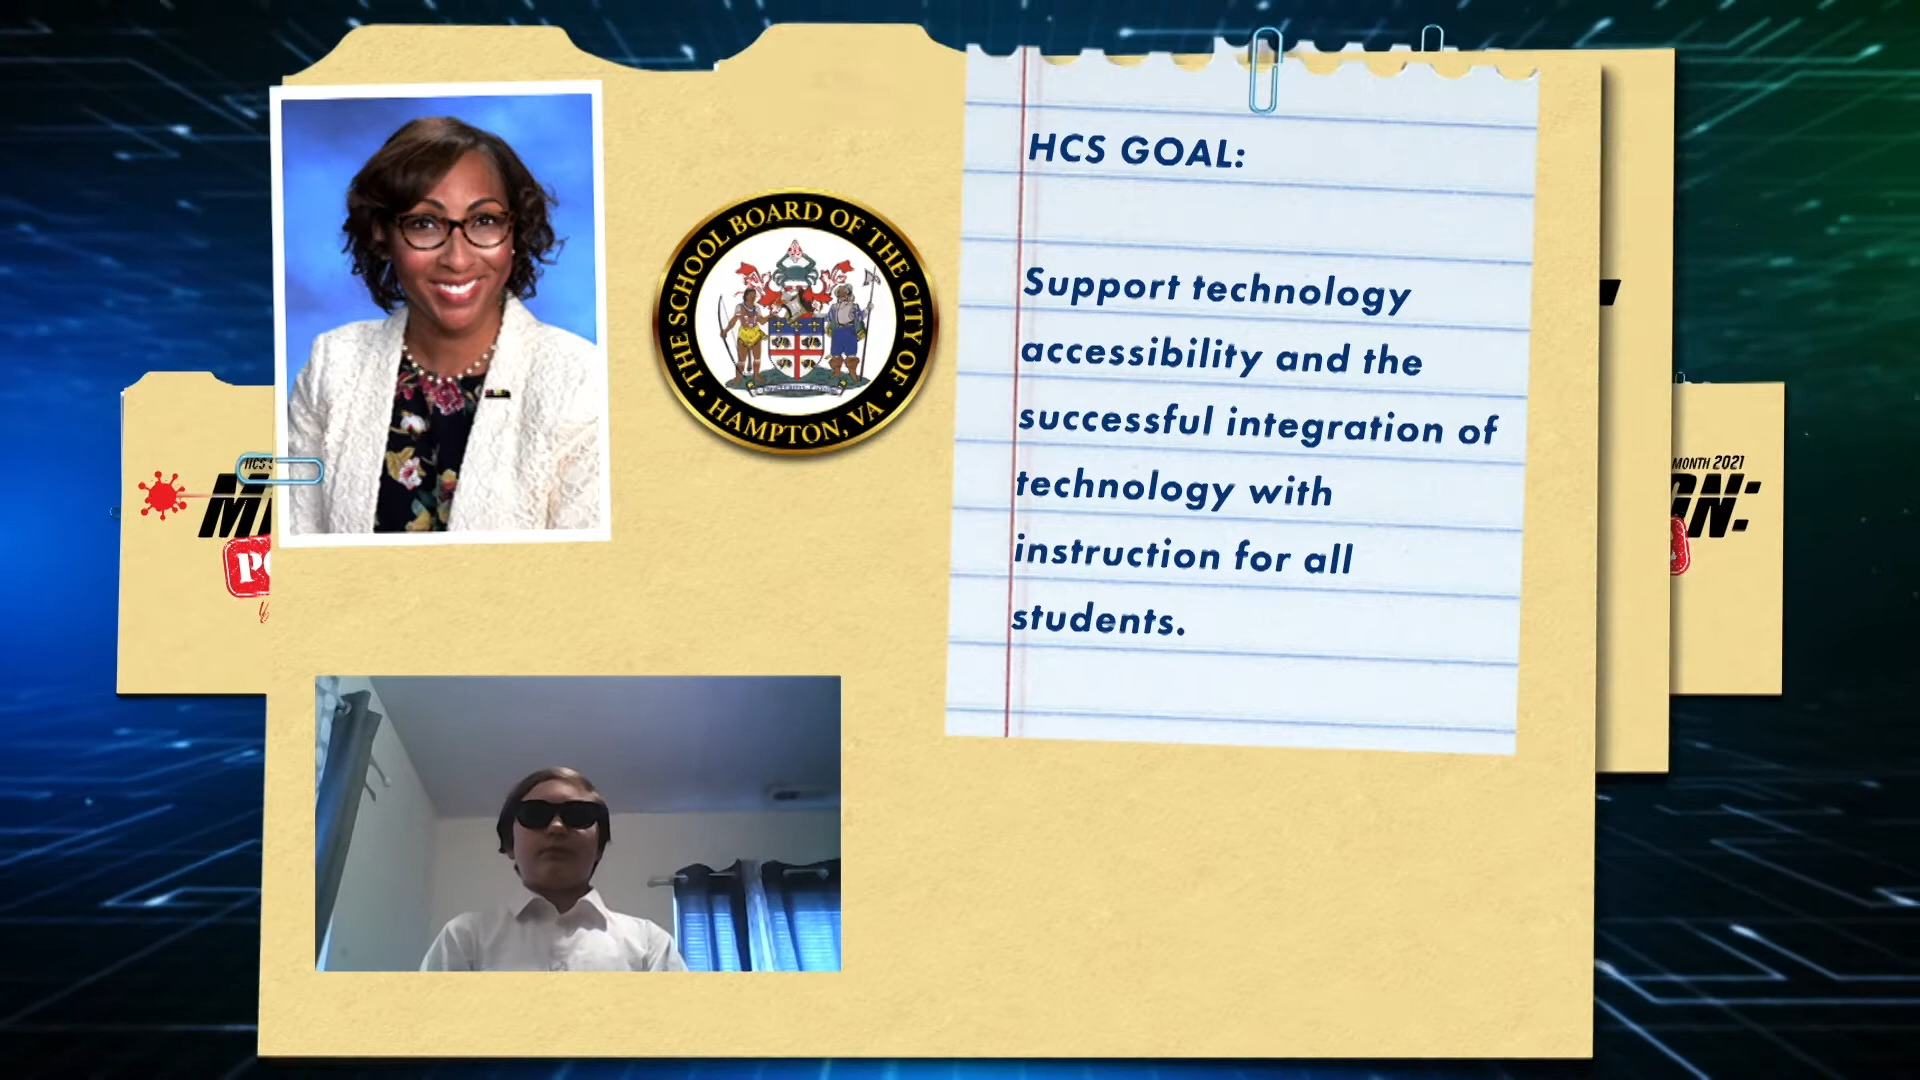 HCS GOAL:
Support technology
accessibility and the
successful integration of
technology with
instruction for all
students.
THE SCHOOL BOARD OF THE CITY OF
• HAMPTON, VA •
HCS'S
MONTH 2021